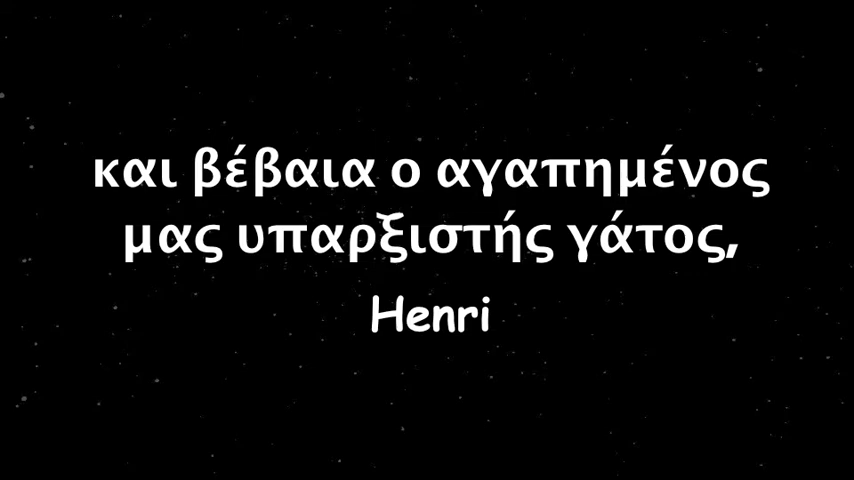 και βέβαια ο αγαπημένος
μας υπαρξιστής γάτος,
Henri